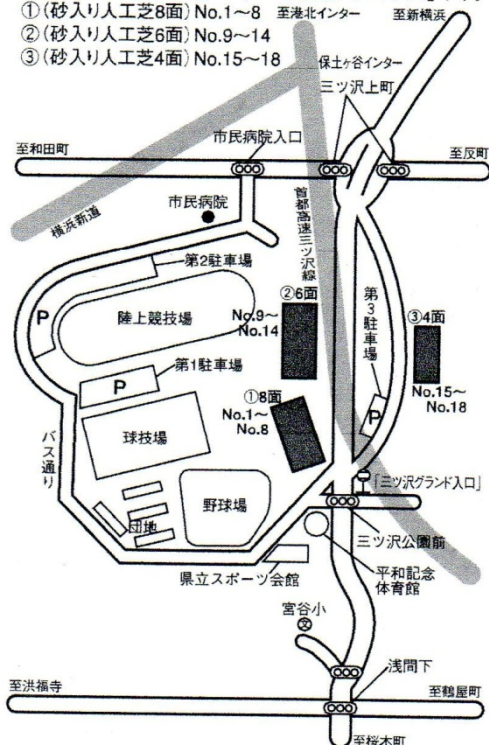 ①(砂入り人工芝8面)No.1～8
②(砂入り人工芝6面)No.9～14
③(砂入り人工芝4面)No.15～18
至港北インター
至新横浜
保土ヶ谷インター
三ツ沢上町
市民病院入口
至和田町
至反町
市民病院
横浜新道
首都高速三ツ沢線
第2駐車場
P
陸上競技場
②6面
No.9～
No.14
第3駐車場
③4面
No.15～
No.18
第1駐車場
P
①8面
No.1～
No.8
P
球技場
バス通り
「三ツ沢グランド入口」
野球場
団地
三ツ沢公園前
県立スポーツ会館
平和記念
体育館
宮谷小
文
浅間下
至洪福寺
至鶴屋町
至桜木町